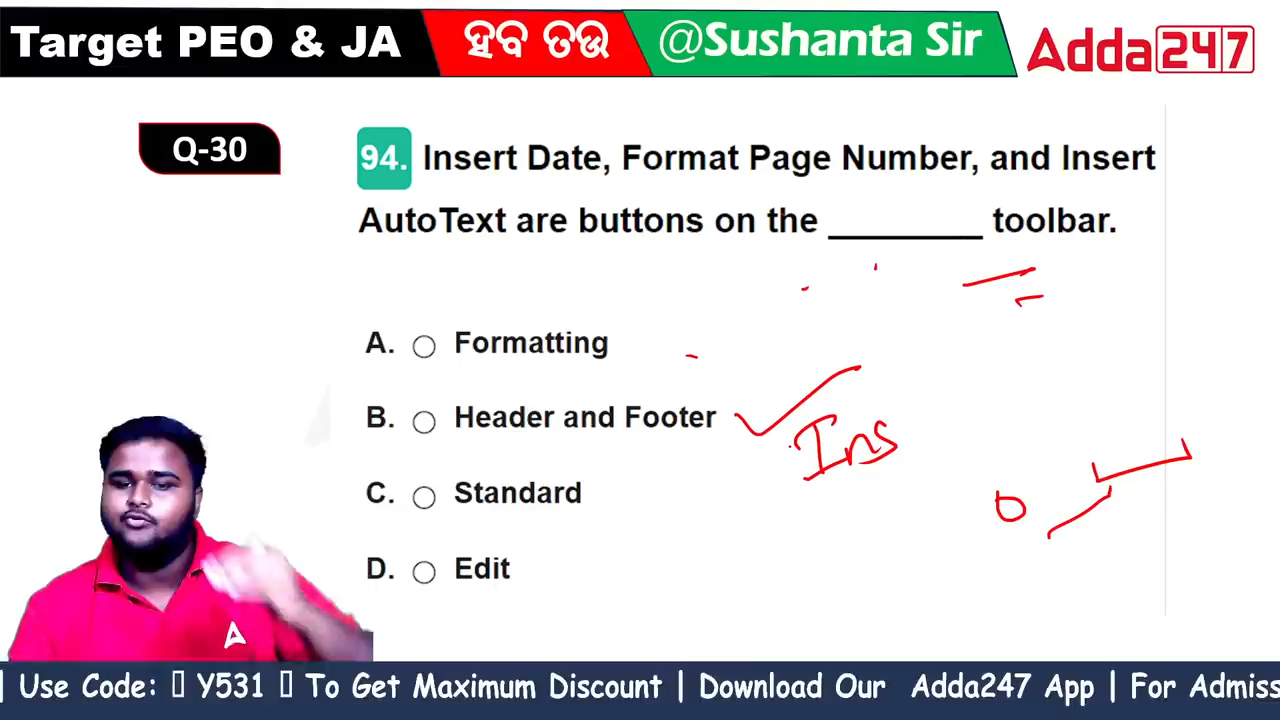 Target PEO & JA ହବ ତଉ @Sushanta Sir Adda247
Q-30
94. Insert Date, Format Page Number, and Insert
AutoText are buttons on the ________ toolbar.
A. Formatting
B. Header and Footer
Ins
C. Standard
D. Edit
| Use Code: Y531 To Get Maximum Discount | Download Our Adda247 App | For Admiss